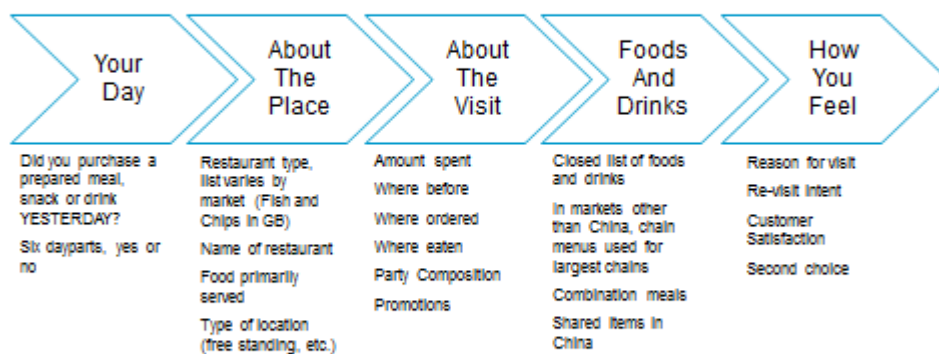 Your
Day
About
The
Place
About
The
Visit
Foods
And
Drinks
How
You
Feel
Did you purchase a
prepared meal,
snack or drink
YESTERDAY?
Six dayparts, yes or
no
Restaurant type,
list varies by
market (Fish and
Chips in GB)
Name of restaurant
Food primarily
served
Type of location
(free standing, etc.)
Amount spent
Where before
Where ordered
Where eaten
Party Composition
Promotions
Closed list of foods
and drinks
In markets other
than China, chain
menus used for
largest chains
Combination meals
Shared items in
China
Reason for visit
Re-visit Intent
Customer
Satisfaction
Second choice